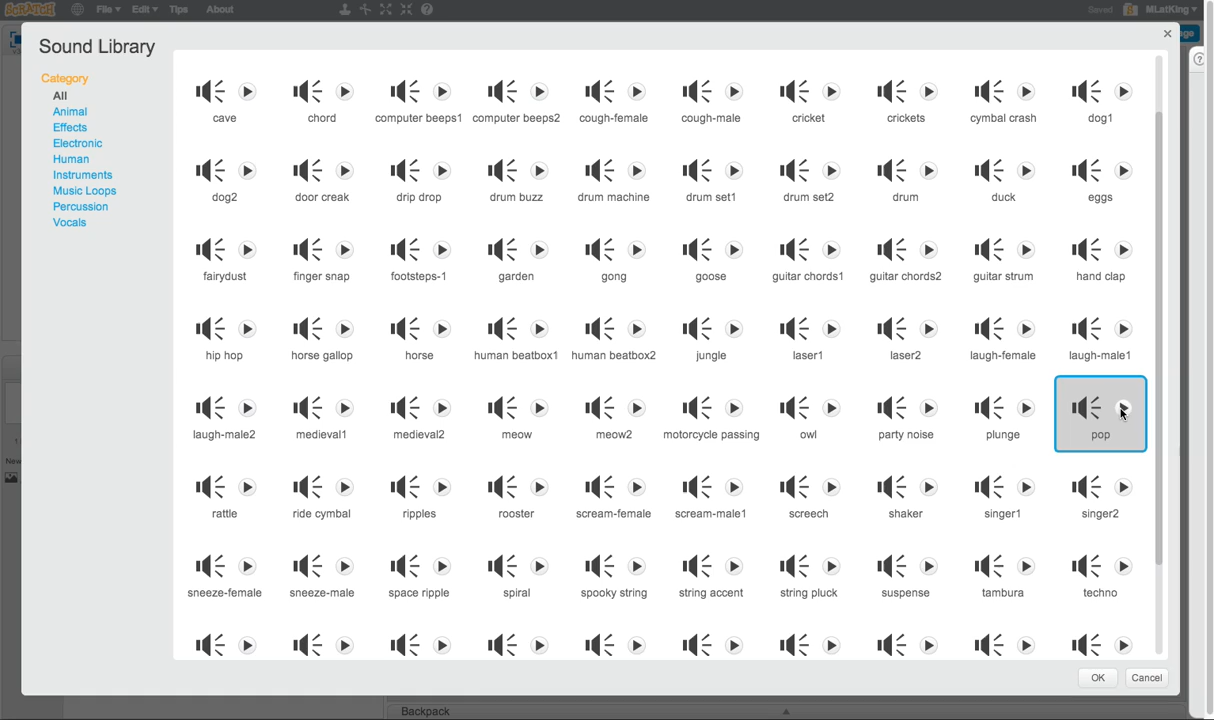 SCRATCH File Edit Tips About Saved MLatKing
Sound Library
Category
All
Animal
Effects
Electronic
Human
Instruments
Music Loops
Percussion
Vocals
cave chord computer beeps1 computer beeps2 cough-female cough-male cricket crickets cymbal crash dog1
dog2 door creak drip drop drum buzz drum machine drum set1 drum set2 drum duck eggs
fairydust finger snap footsteps-1 garden gong goose guitar chords1 guitar chords2 guitar strum hand clap
hip hop horse gallop horse human beatbox1 human beatbox2 jungle laser1 laser2 laugh-female laugh-male1
laugh-male2 medieval1 medieval2 meow meow2 motorcycle passing owl party noise plunge pop
rattle ride cymbal ripples rooster scream-female scream-male1 screech shaker singer1 singer2
sneeze-female sneeze-male space ripple spiral spooky string string accent string pluck suspense tambura techno
OK Cancel
New
Backpack